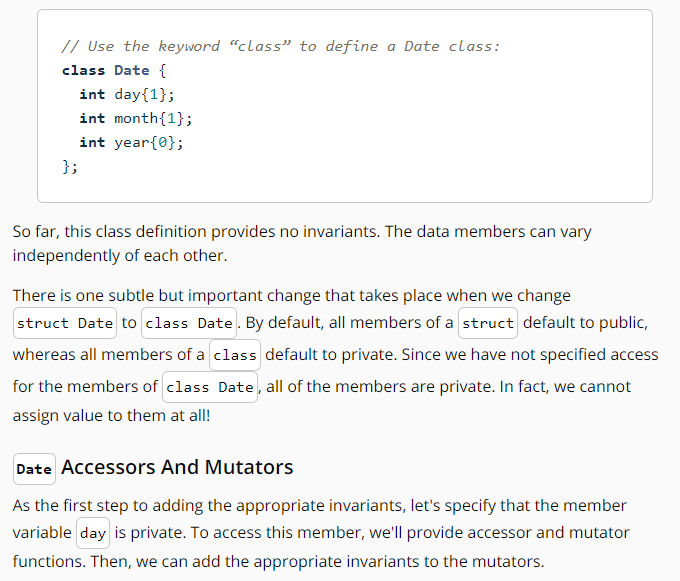 // Use the keyword “class” to define a Date class:
class Date {
  int day{1};
  int month{1};
  int year{0};
};
So far, this class definition provides no invariants. The data members can vary
independently of each other.
There is one subtle but important change that takes place when we change
struct Date to class Date. By default, all members of a struct default to public,
whereas all members of a class default to private. Since we have not specified access
for the members of class Date, all of the members are private. In fact, we cannot
assign value to them at all!
Date Accessors And Mutators
As the first step to adding the appropriate invariants, let's specify that the member
variable day is private. To access this member, we'll provide accessor and mutator
functions. Then, we can add the appropriate invariants to the mutators.